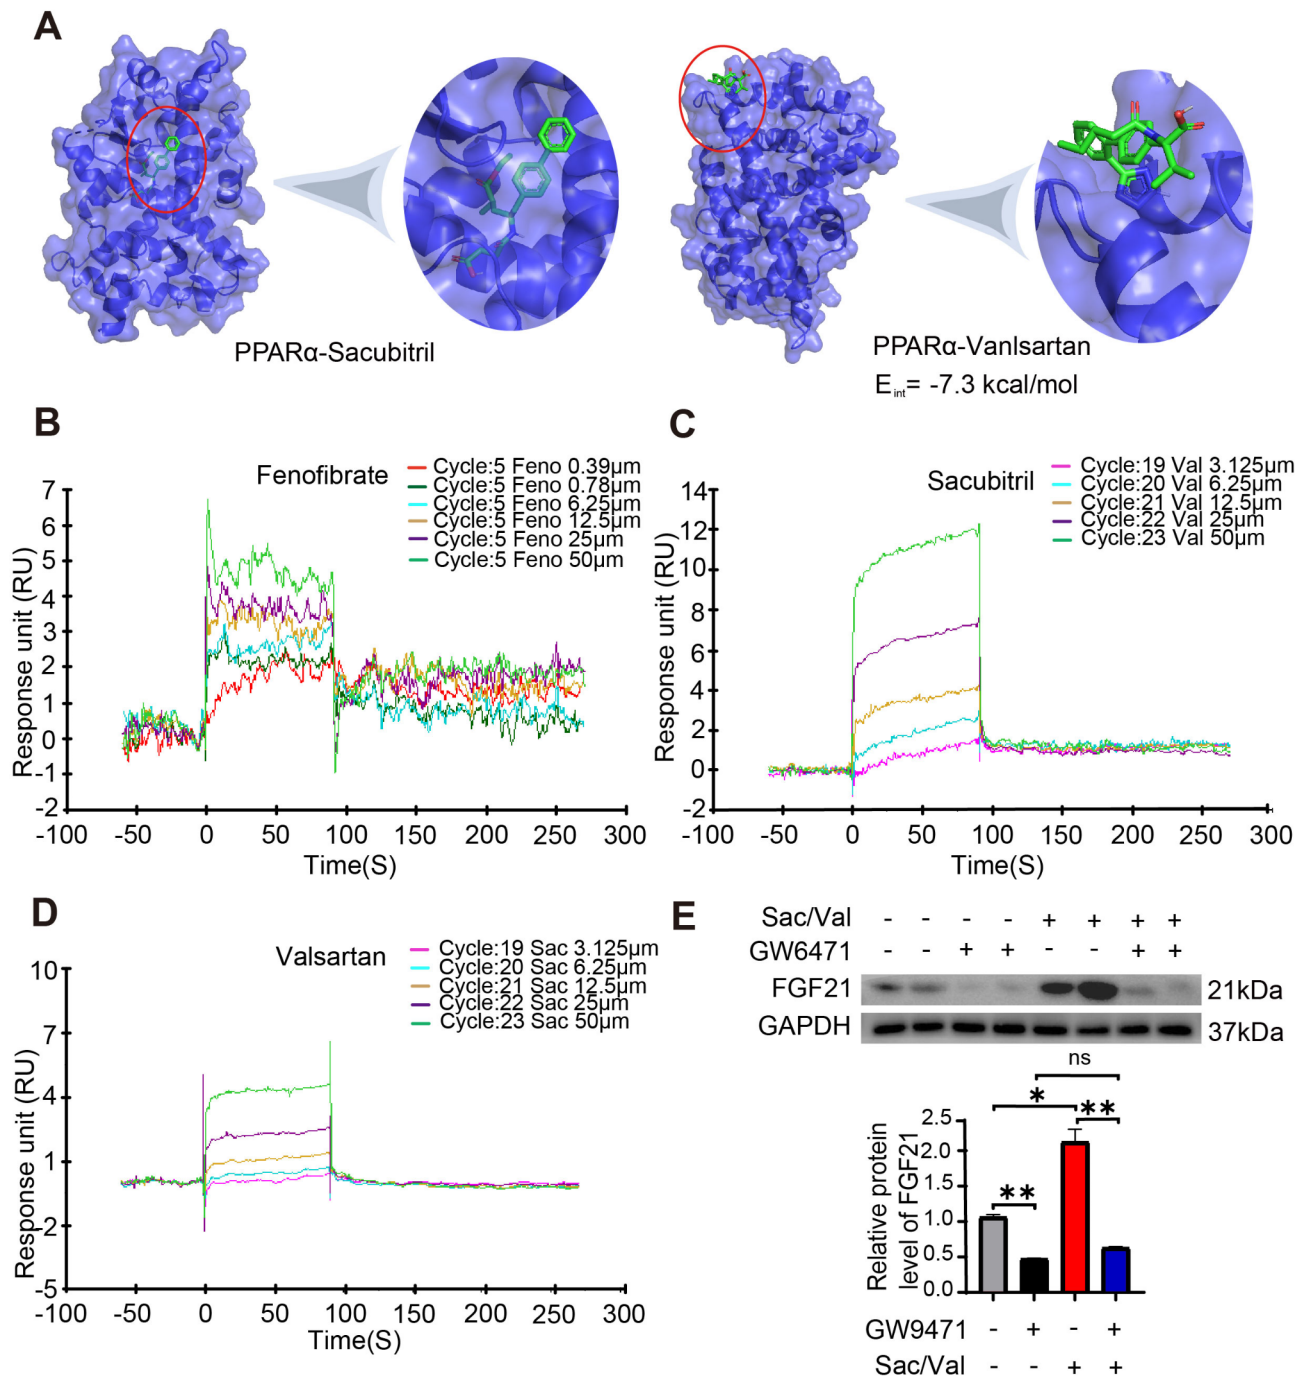 A
PPARα-Sacubitril
PPARα-Vanlsartan
E int = -7.3 kcal/mol
B
Fenofibrate
Cycle:5 Feno 0.39μm
Cycle:5 Feno 0.78μm
Cycle:5 Feno 6.25μm
Cycle:5 Feno 12.5μm
Cycle:5 Feno 25μm
Cycle:5 Feno 50μm
Response unit (RU)
7
6
5
4
3
2
1
0
-1
-2
-100 -50 0 50 100 150 200 250 300
Time(S)
C
Sacubitril
Cycle:19 Val 3.125μm
Cycle:20 Val 6.25μm
Cycle:21 Val 12.5μm
Cycle:22 Val 25μm
Cycle:23 Val 50μm
Response unit (RU)
14
12
10
8
6
4
2
0
-2
-100 -50 0 50 100 150 200 250 300
Time(S)
D
Valsartan
Cycle:19 Sac 3.125μm
Cycle:20 Sac 6.25μm
Cycle:21 Sac 12.5μm
Cycle:22 Sac 25μm
Cycle:23 Sac 50μm
Response unit (RU)
10
7
4
1
-2
-5
-100 -50 0 50 100 150 200 250 300
Time(S)
E
Sac/Val - - - - + + + +
GW6471 - - + + - - + +
FGF21 21kDa
GAPDH 37kDa
ns
* **
**
Relative protein
level of FGF21
2.5
2.0
1.0
0.5
0.0
GW9471 - + - +
Sac/Val - - + +